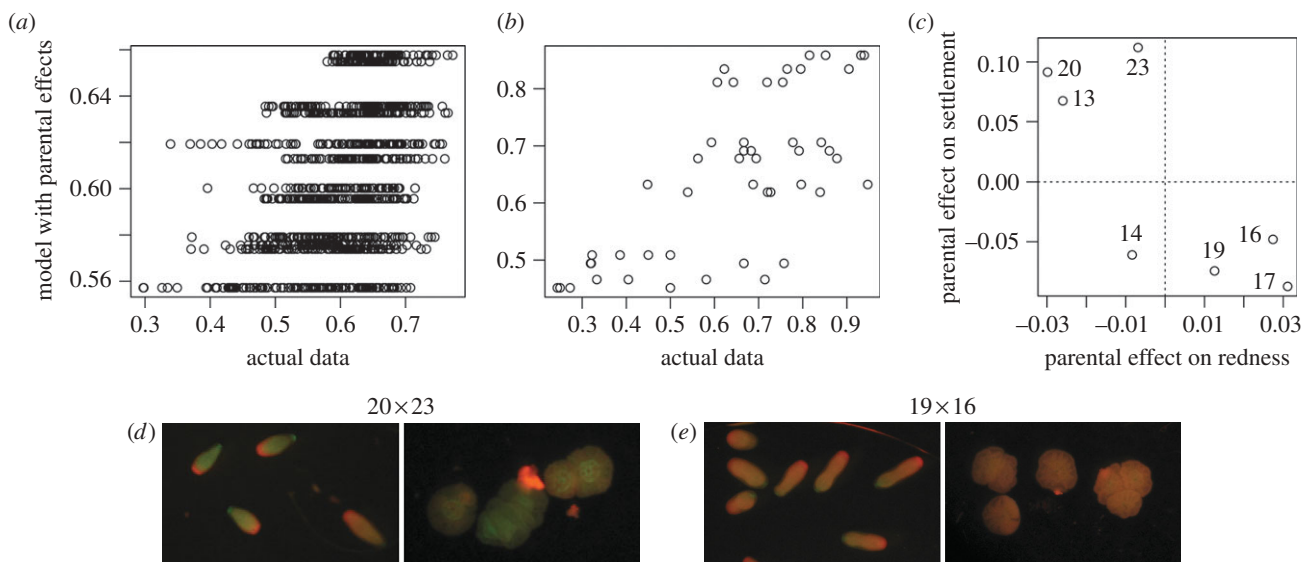 (a)
model with parental effects
0.64
0.60
0.56
0.3 0.4 0.5 0.6 0.7
actual data
(b)
0.8
0.7
0.6
0.5
0.3 0.4 0.5 0.6 0.7 0.8 0.9
actual data
(c)
parental effect on settlement
0.10
0.05
0.00
−0.05
20
13
23
14
19
16
17
−0.03 −0.01 0.01 0.03
parental effect on redness
20×23
(d)
19×16
(e)